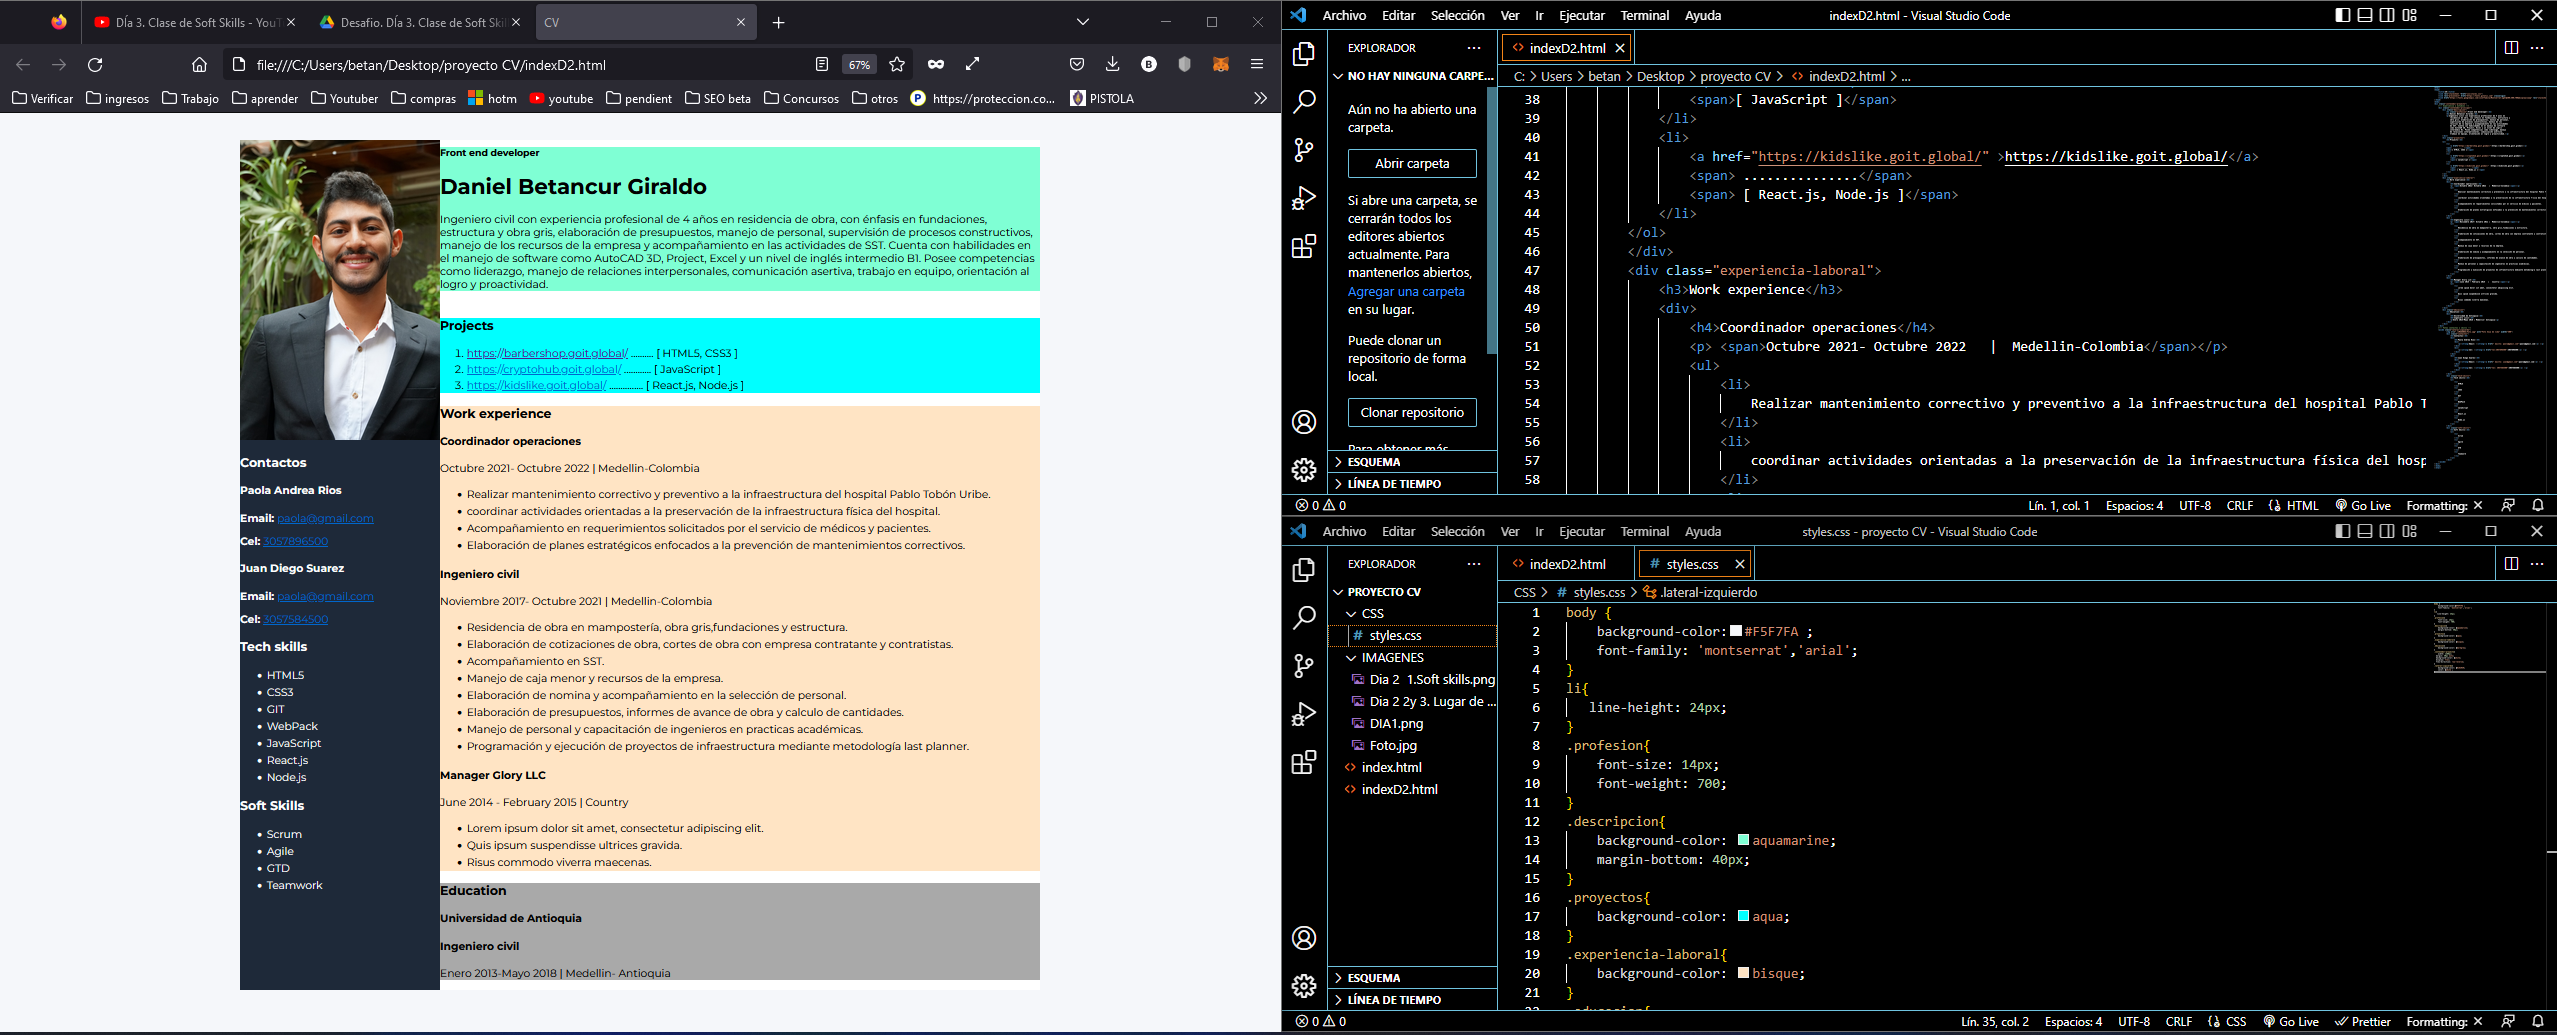 DÍa 3. Clase de Soft Skills - YouT
Desafio. DÍa 3. Clase de Soft Skil
CV
file:///C:/Users/betan/Desktop/proyecto CV/indexD2.html
67%
Verificar
ingresos
Trabajo
aprender
Youtuber
compras
hotm
youtube
pendient
SEO beta
Concursos
otros
https://proteccion.co...
PISTOLA
Front end developer
Daniel Betancur Giraldo
Ingeniero civil con experiencia profesional de 4 años en residencia de obra, con énfasis en fundaciones,
estructura y obra gris, elaboración de presupuestos, manejo de personal, supervisión de procesos constructivos,
manejo de los recursos de la empresa y acompañamiento en las actividades de SST. Cuenta con habilidades en
el manejo de software como AutoCAD 3D, Project, Excel y un nivel de inglés intermedio B1. Posee competencias
como liderazgo, manejo de relaciones interpersonales, comunicación asertiva, trabajo en equipo, orientación al
logro y proactividad.
Projects
1. https://barbershop.goit.global/ .......... [ HTML5, CSS3 ]
2. https://cryptohub.goit.global/ ............ [ JavaScript ]
3. https://kidslike.goit.global/ ............... [ React.js, Node.js ]
Work experience
Coordinador operaciones
Octubre 2021- Octubre 2022 | Medellin-Colombia
• Realizar mantenimiento correctivo y preventivo a la infraestructura del hospital Pablo Tobón Uribe.
• coordinar actividades orientadas a la preservación de la infraestructura física del hospital.
• Acompañamiento en requerimientos solicitados por el servicio de médicos y pacientes.
• Elaboración de planes estratégicos enfocados a la prevención de mantenimientos correctivos.
Ingeniero civil
Noviembre 2017- Octubre 2021 | Medellin-Colombia
• Residencia de obra en mampostería, obra gris,fundaciones y estructura.
• Elaboración de cotizaciones de obra, cortes de obra con empresa contratante y contratistas.
• Acompañamiento en SST.
• Manejo de caja menor y recursos de la empresa.
• Elaboración de nomina y acompañamiento en la selección de personal.
• Elaboración de presupuestos, informes de avance de obra y calculo de cantidades.
• Manejo de personal y capacitación de ingenieros en practicas académicas.
• Programación y ejecución de proyectos de infraestructura mediante metodología last planner.
Manager Glory LLC
June 2014 - February 2015 | Country
• Lorem ipsum dolor sit amet, consectetur adipiscing elit.
• Quis ipsum suspendisse ultrices gravida.
• Risus commodo viverra maecenas.
Education
Universidad de Antioquia
Ingeniero civil
Enero 2013-Mayo 2018 | Medellin- Antioquia
Contactos
Paola Andrea Rios
Email: paola@gmail.com
Cel: 3057896500
Juan Diego Suarez
Email: paola@gmail.com
Cel: 3057584500
Tech skills
• HTML5
• CSS3
• GIT
• WebPack
• JavaScript
• React.js
• Node.js
Soft Skills
• Scrum
• Agile
• GTD
• Teamwork
Archivo Editar Selección Ver Ir Ejecutar Terminal Ayuda
indexD2.html - Visual Studio Code
EXPLORADOR
NO HAY NINGUNA CARPE...
Aún no ha abierto una
carpeta.
Abrir carpeta
Si abre una carpeta, se
cerrarán todos los
editores abiertos
actualmente. Para
mantenerlos abiertos,
Agregar una carpeta
en su lugar.
Puede clonar un
repositorio de forma
local.
Clonar repositorio
Para obtener más
ESQUEMA
LÍNEA DE TIEMPO
indexD2.html
C: > Users > betan > Desktop > proyecto CV > indexD2.html > ...
38 <span>[ JavaScript ]</span>
39 </li>
40 <li>
41 <a href="https://kidslike.goit.global/" >https://kidslike.goit.global/</a>
42 <span> ...............</span>
43 <span> [ React.js, Node.js ]</span>
44 </li>
45 </ol>
46 </div>
47 <div class="experiencia-laboral">
48 <h3>Work experience</h3>
49 <div>
50 <h4>Coordinador operaciones</h4>
51 <p> <span>Octubre 2021- Octubre 2022 | Medellin-Colombia</span></p>
52 <ul>
53 <li>
54 Realizar mantenimiento correctivo y preventivo a la infraestructura del hospital Pablo T
55 </li>
56 <li>
57 coordinar actividades orientadas a la preservación de la infraestructura física del hosp
58 </li>
0 0
Lín. 1, col. 1 Espacios: 4 UTF-8 CRLF HTML Go Live Formatting: ×
Archivo Editar Selección Ver Ir Ejecutar Terminal Ayuda
styles.css - proyecto CV - Visual Studio Code
EXPLORADOR
PROYECTO CV
CSS
styles.css
IMAGENES
Dia 2 1.Soft skills.png
Dia 2 2y 3. Lugar de ...
DIA1.png
Foto.jpg
index.html
indexD2.html
ESQUEMA
LÍNEA DE TIEMPO
indexD2.html
# styles.css
CSS > # styles.css > .lateral-izquierdo
1 body {
2 background-color: #F5F7FA ;
3 font-family: 'montserrat','arial';
4 }
5 li{
6 line-height: 24px;
7 }
8 .profesion{
9 font-size: 14px;
10 font-weight: 700;
11 }
12 .descripcion{
13 background-color: aquamarine;
14 margin-bottom: 40px;
15 }
16 .proyectos{
17 background-color: aqua;
18 }
19 .experiencia-laboral{
20 background-color: bisque;
21 }
0 0
Lín. 35, col. 2 Espacios: 4 UTF-8 CRLF CSS Go Live Prettier Formatting: ×